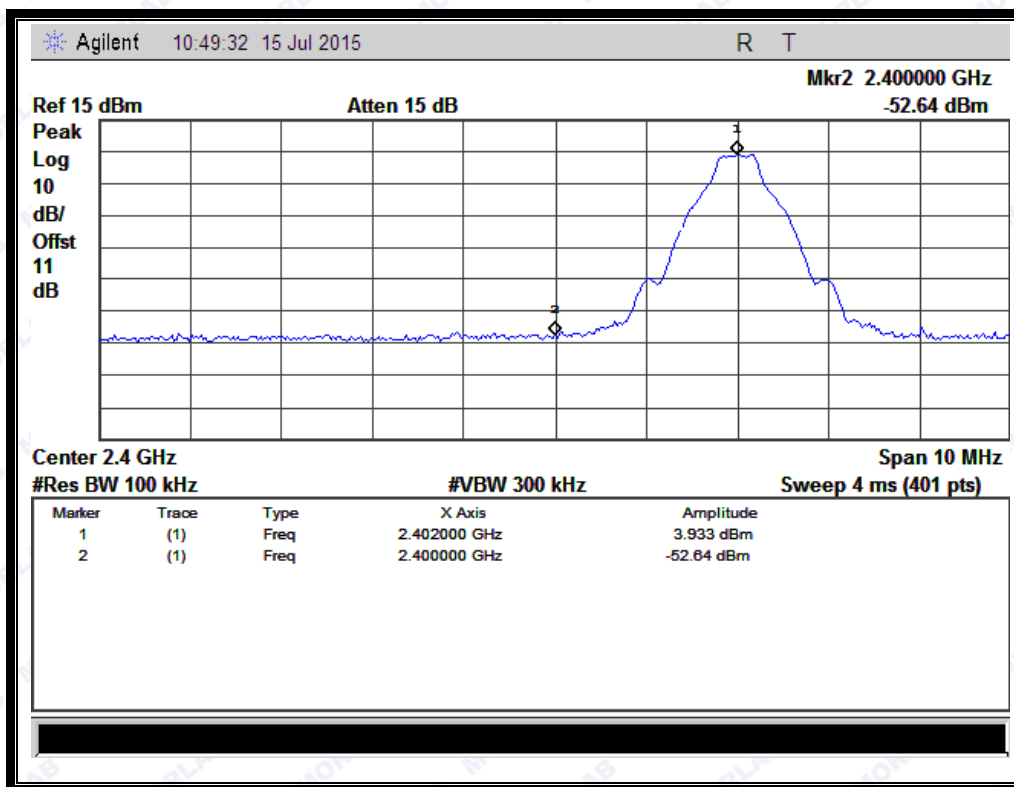 Agilent 10:49:32 15 Jul 2015 R T
Mkr2 2.400000 GHz
Ref 15 dBm Atten 15 dB -52.64 dBm
Peak
Log
10
dB/
Offst
11
dB
1
2
Center 2.4 GHz Span 10 MHz
#Res BW 100 kHz #VBW 300 kHz Sweep 4 ms (401 pts)
Marker Trace Type X Axis Amplitude
1 (1) Freq 2.402000 GHz 3.933 dBm
2 (1) Freq 2.400000 GHz -52.64 dBm